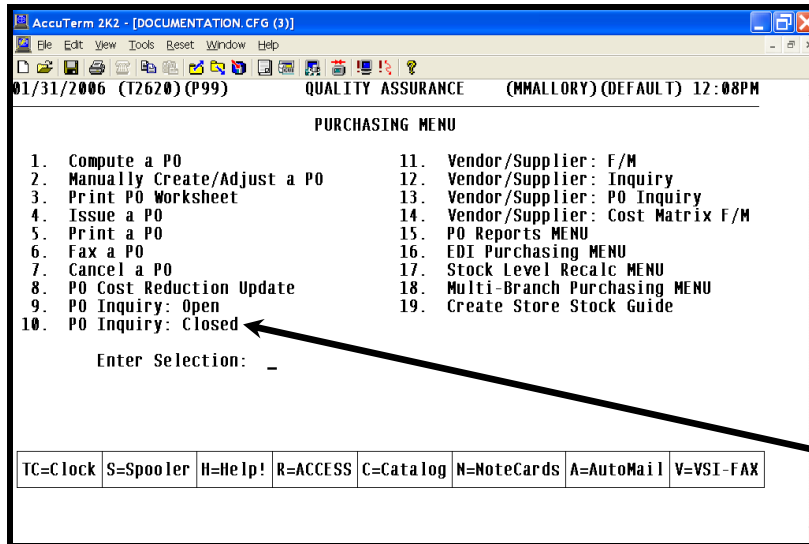 AccuTerm 2K2 - [DOCUMENTATION.CFG (3)]
File Edit View Tools Reset Window Help
01/31/2006 (T2620)(P99) QUALITY ASSURANCE (MMALLORY)(DEFAULT) 12:08PM
PURCHASING MENU
1. Compute a PO 11. Vendor/Supplier: F/M
2. Manually Create/Adjust a PO 12. Vendor/Supplier: Inquiry
3. Print PO Worksheet 13. Vendor/Supplier: PO Inquiry
4. Issue a PO 14. Vendor/Supplier: Cost Matrix F/M
5. Print a PO 15. PO Reports MENU
6. Fax a PO 16. EDI Purchasing MENU
7. Cancel a PO 17. Stock Level Recalc MENU
8. PO Cost Reduction Update 18. Multi-Branch Purchasing MENU
9. PO Inquiry: Open 19. Create Store Stock Guide
10. PO Inquiry: Closed
Enter Selection: _
TC=Clock S=Spooler H=Help! R=ACCESS C=Catalog N=NoteCards A=AutoMail V=VSI-FAX